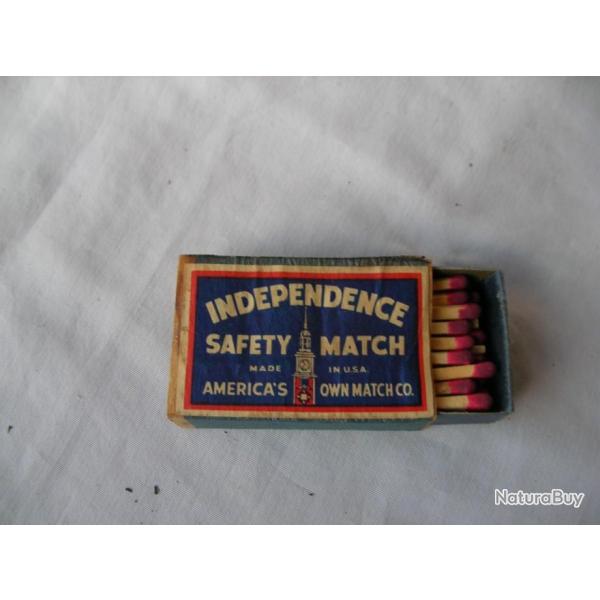 INDEPENDENCE
SAFETY MATCH
MADE IN U.S.A.
AMERICA'S OWN MATCH CO.
NaturaBuy